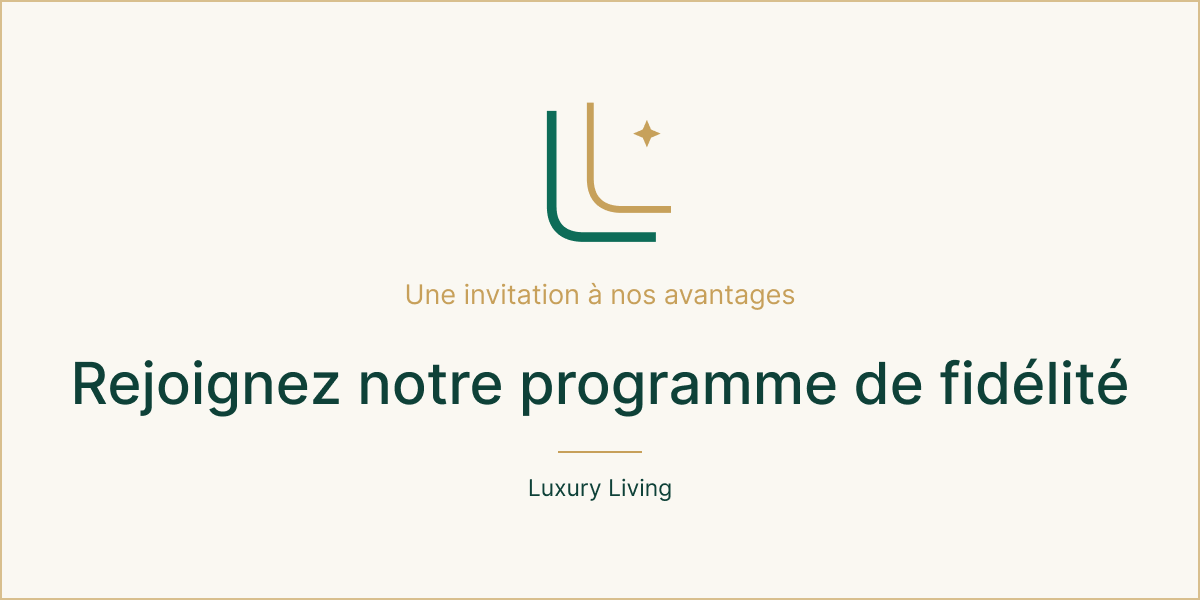 Une invitation à nos avantages
Rejoignez notre programme de fidélité
Luxury Living